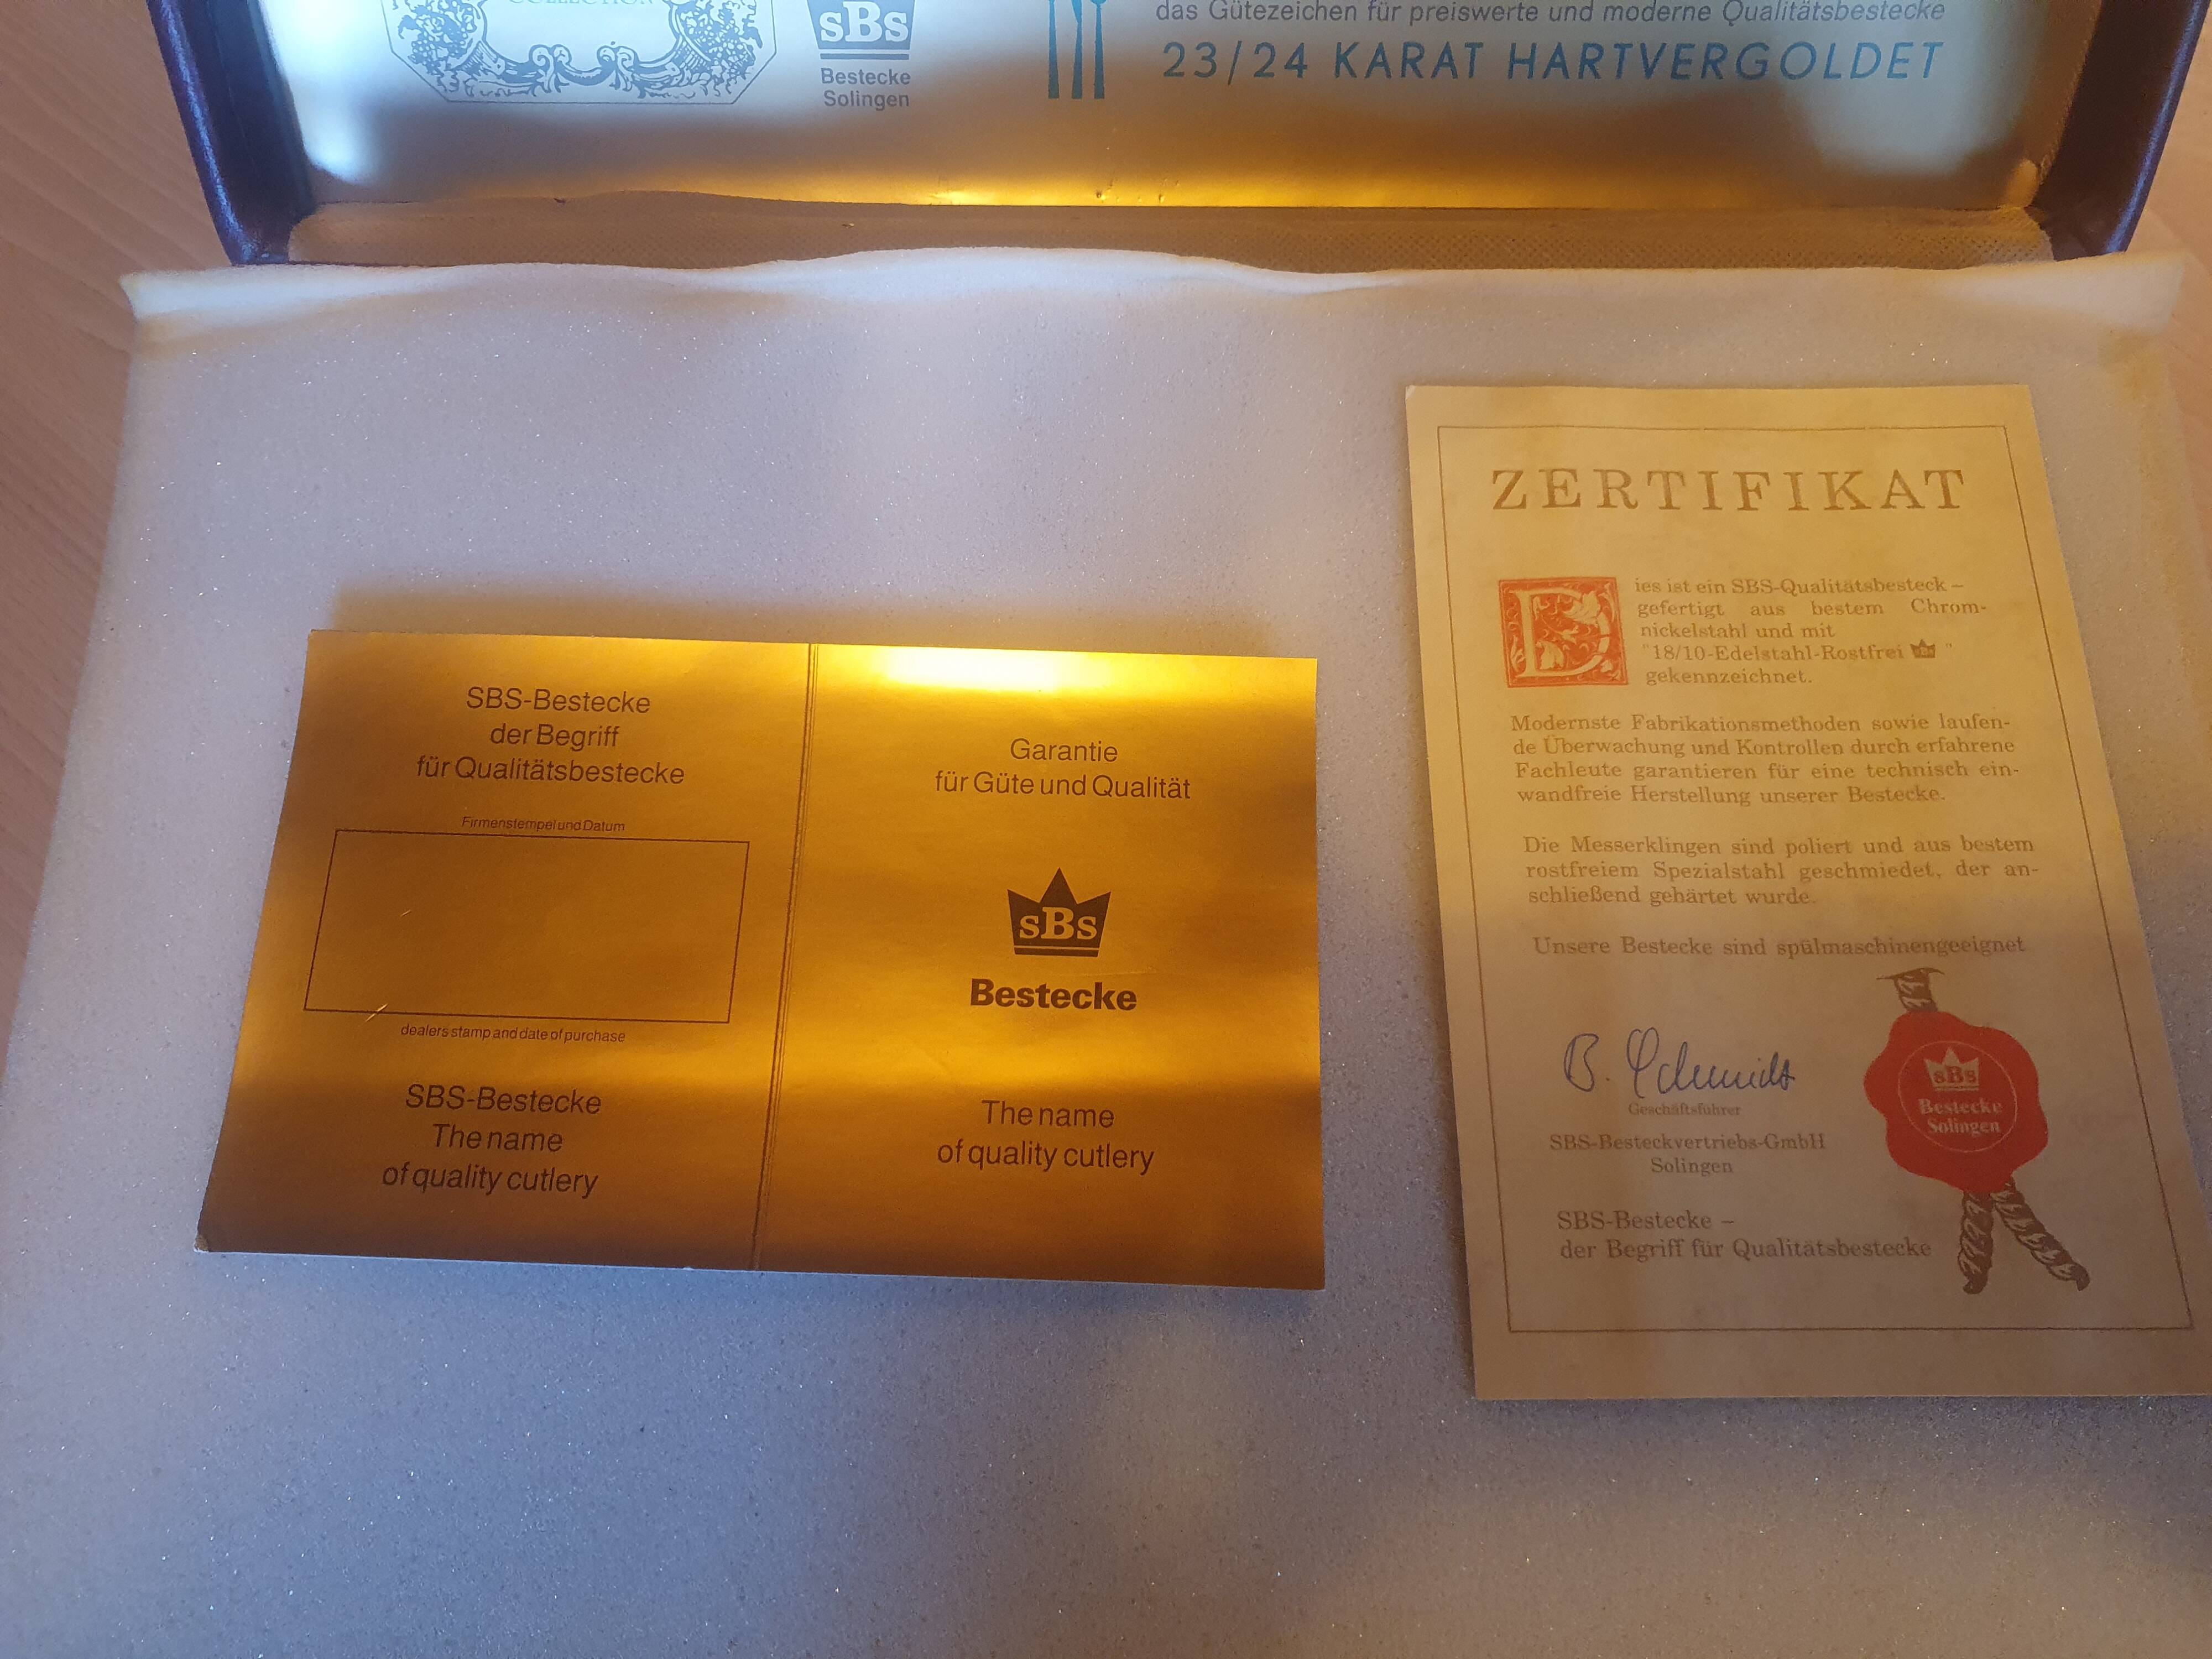 COLLECTION
sBs
Bestecke
Solingen
das Gütezeichen für preiswerte und moderne Qualitätsbestecke
23/24 KARAT HARTVERGOLDET
SBS-Bestecke
der Begriff
für Qualitätsbestecke
Firmenstempel und Datum
dealers stamp and date of purchase
SBS-Bestecke
The name
of quality cutlery
Garantie
für Güte und Qualität
sBs
Bestecke
The name
of quality cutlery
ZERTIFIKAT
Dies ist ein SBS-Qualitätsbesteck –
gefertigt aus bestem Chrom-
nickelstahl und mit
"18/10-Edelstahl-Rostfrei "
gekennzeichnet.
Modernste Fabrikationsmethoden sowie laufen-
de Überwachung und Kontrollen durch erfahrene
Fachleute garantieren für eine technisch ein-
wandfreie Herstellung unserer Bestecke.
Die Messerklingen sind poliert und aus bestem
rostfreiem Spezialstahl geschmiedet, der an-
schließend gehärtet wurde.
Unsere Bestecke sind spülmaschinengeeignet
B. Schmidt
Geschäftsführer
SBS-Besteckvertriebs-GmbH
Solingen
sBs
Bestecke
Solingen
SBS-Bestecke –
der Begriff für Qualitätsbestecke